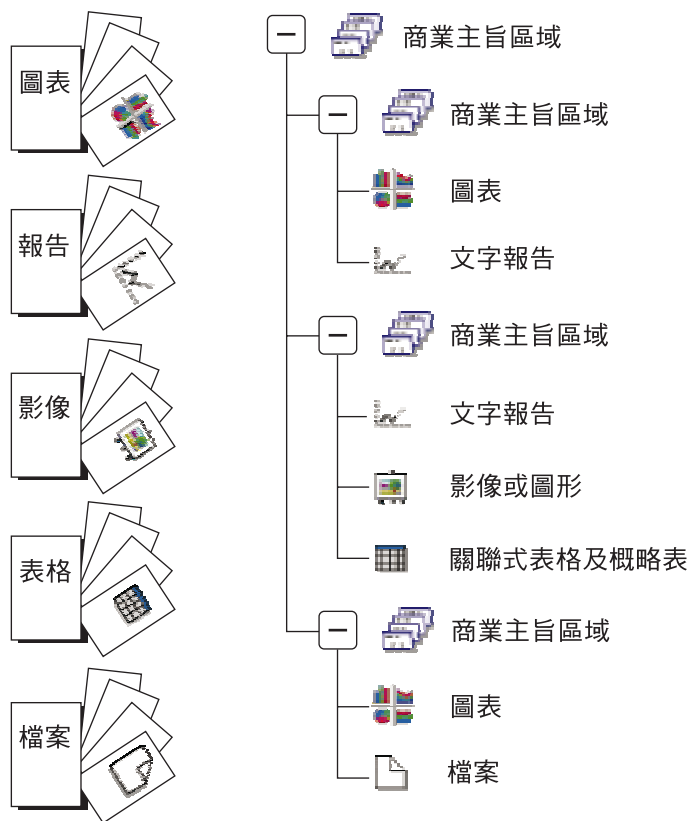 圖表
報告
影像
表格
檔案
商業主旨區域
商業主旨區域
圖表
文字報告
商業主旨區域
文字報告
影像或圖形
關聯式表格及概略表
商業主旨區域
圖表
檔案